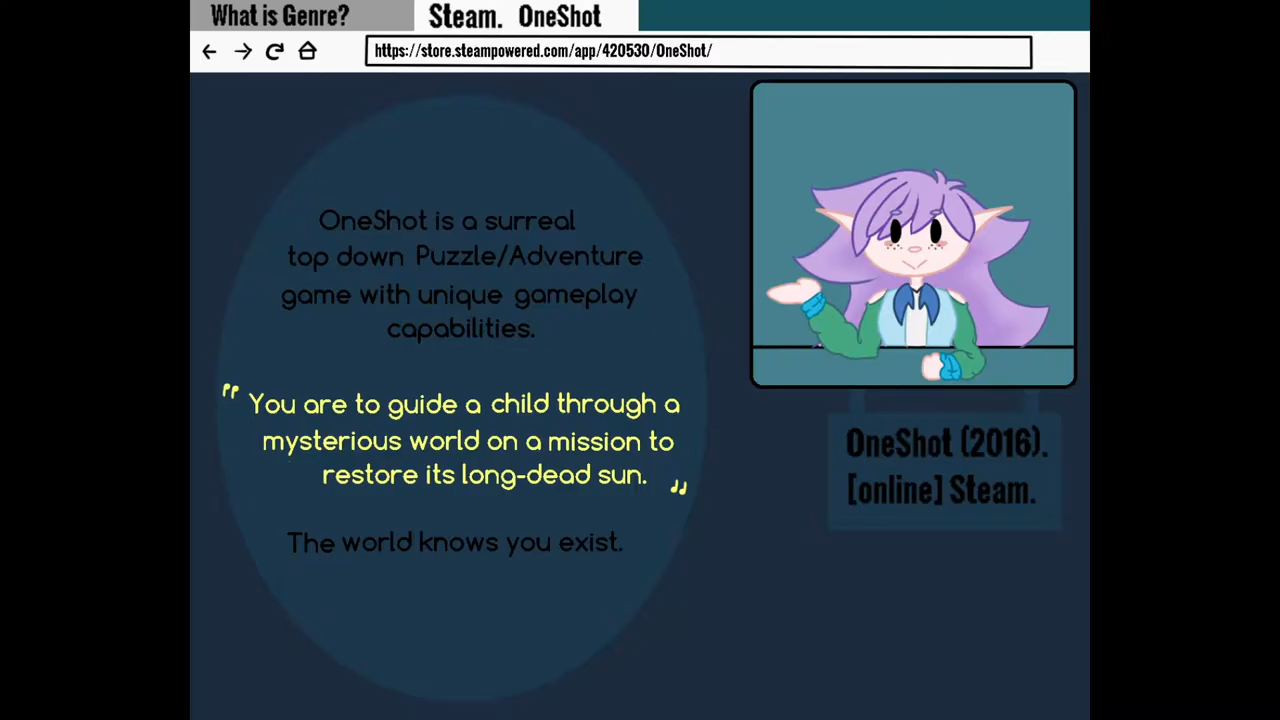 What is Genre?
Steam. OneShot
https://store.steampowered.com/app/420530/OneShot/
OneShot is a surreal
top down Puzzle/Adventure
game with unique gameplay
capabilities.
"You are to guide a child through a
mysterious world on a mission to
restore its long-dead sun."
The world knows you exist.
OneShot (2016).
[online] Steam.